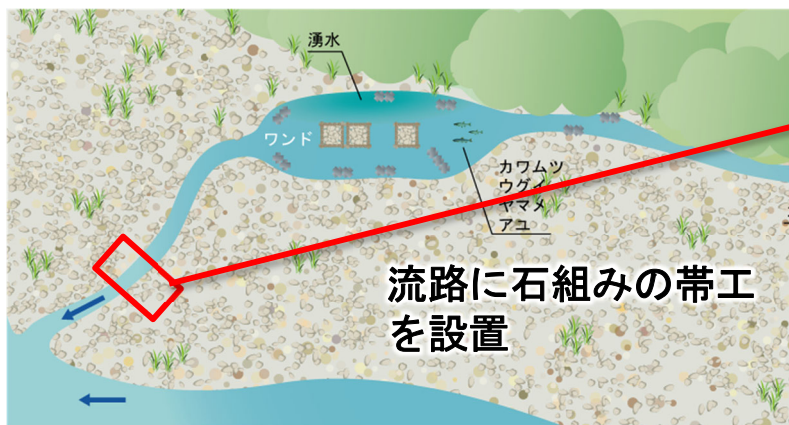 湧水
ワンド
カワムツ
ウグイ
ヤマメ
アユ
流路に石組みの帯工
を設置